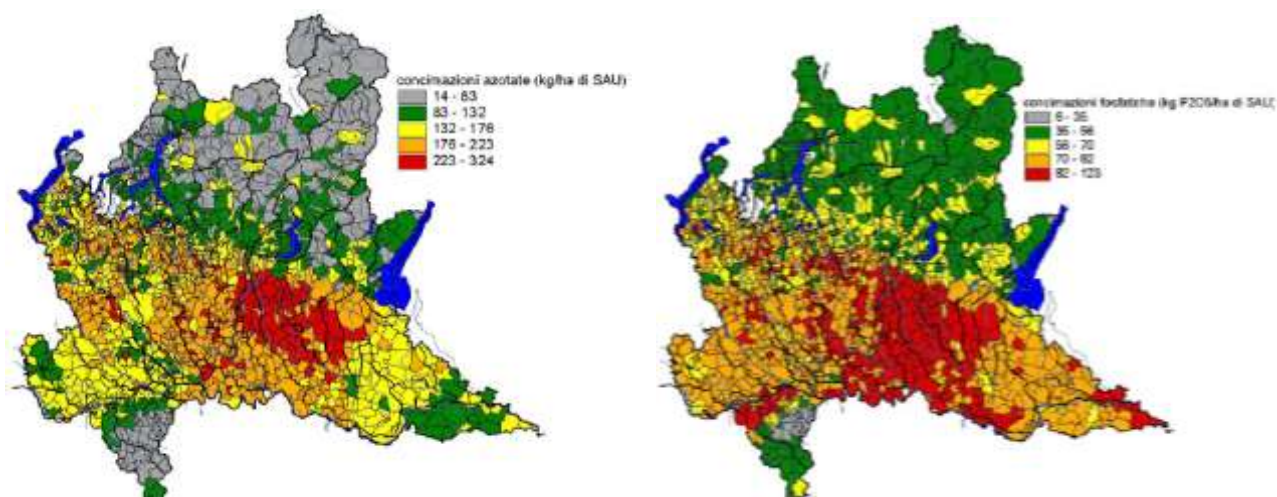 concimazioni azotate (kg/ha di SAU)
14 - 83
83 - 132
132 - 176
176 - 223
223 - 324
concimazioni fosfatiche (kg P2O5/ha di SAU)
6 - 35
35 - 56
56 - 70
70 - 82
82 - 123